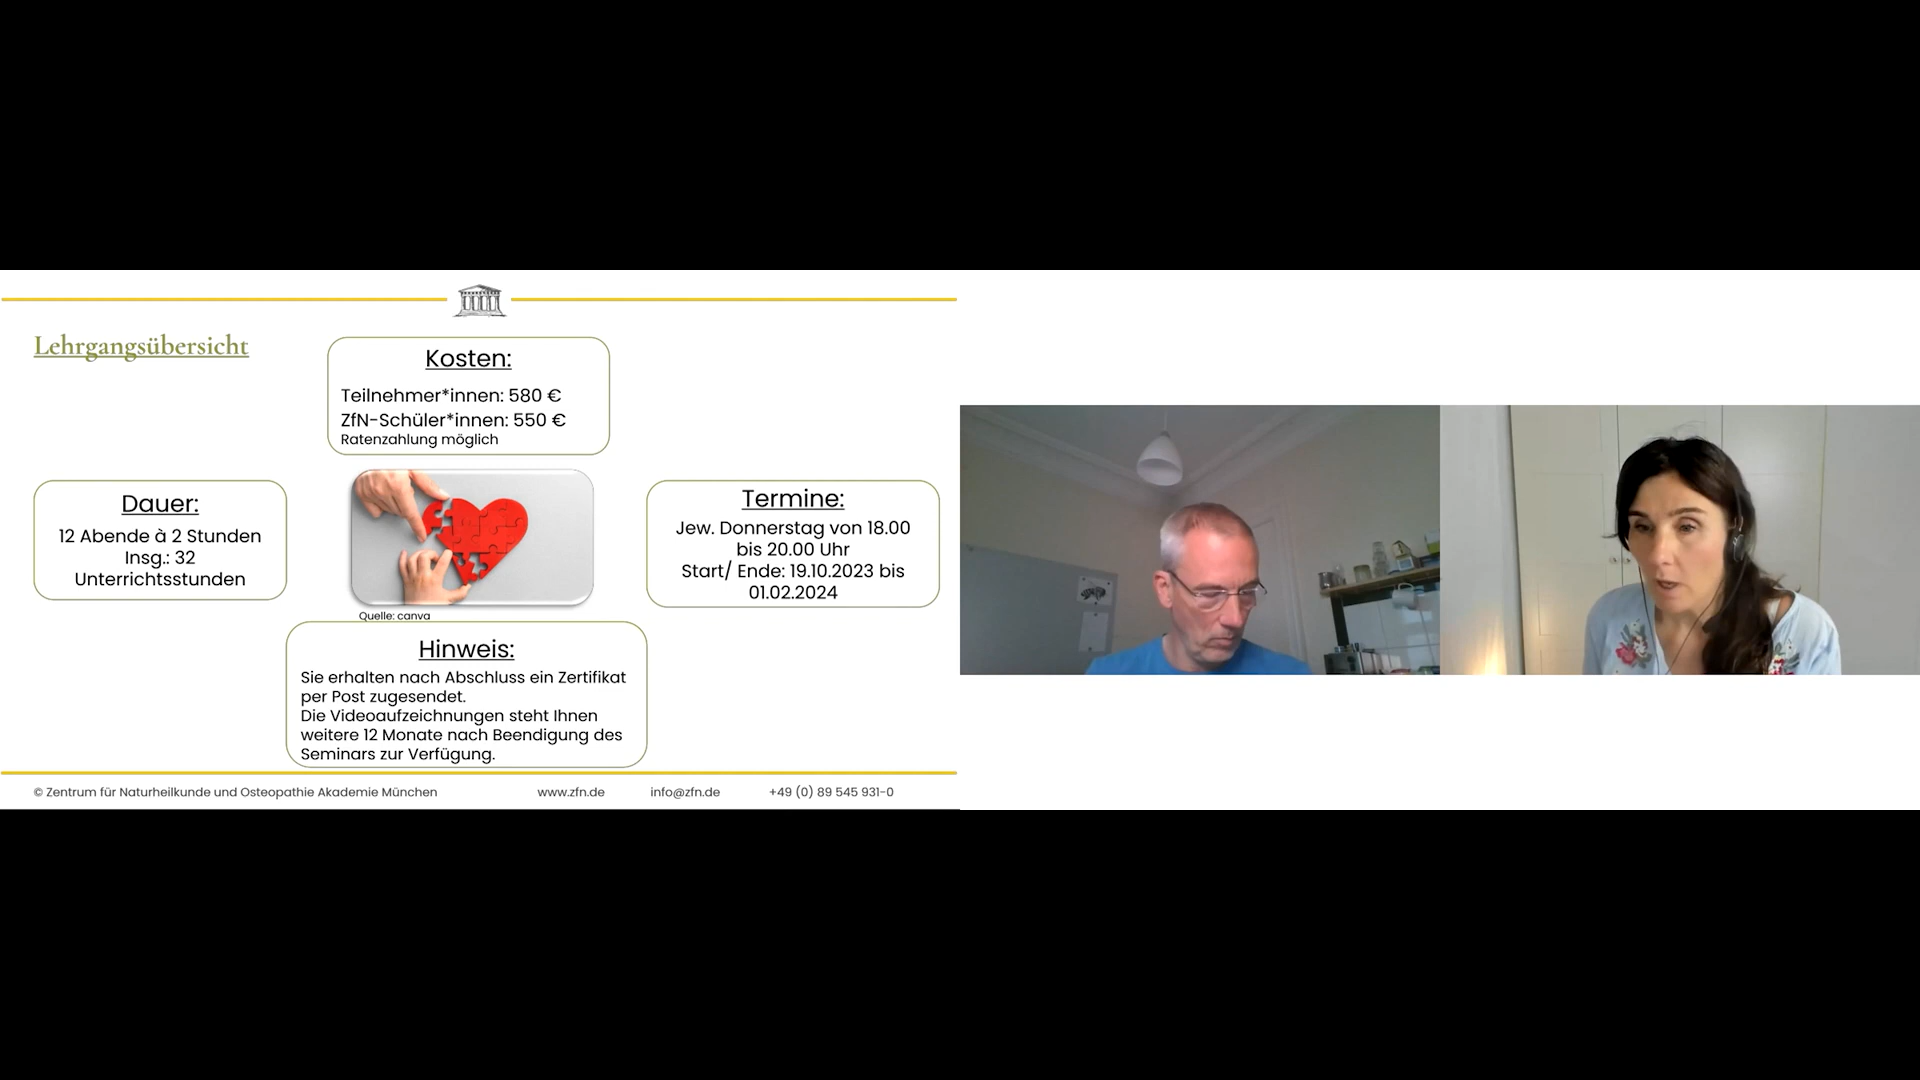 Lehrgangsübersicht
Kosten:
Teilnehmer*innen: 580 €
ZfN-Schüler*innen: 550 €
Ratenzahlung möglich
Dauer:
12 Abende à 2 Stunden
Insg.: 32
Unterrichtsstunden
Termine:
Jew. Donnerstag von 18.00
bis 20.00 Uhr
Start/ Ende: 19.10.2023 bis
01.02.2024
Quelle: canva
Hinweis:
Sie erhalten nach Abschluss ein Zertifikat
per Post zugesendet.
Die Videoaufzeichnungen steht Ihnen
weitere 12 Monate nach Beendigung des
Seminars zur Verfügung.
© Zentrum für Naturheilkunde und Osteopathie Akademie München www.zfn.de info@zfn.de +49 (0) 89 545 931-0